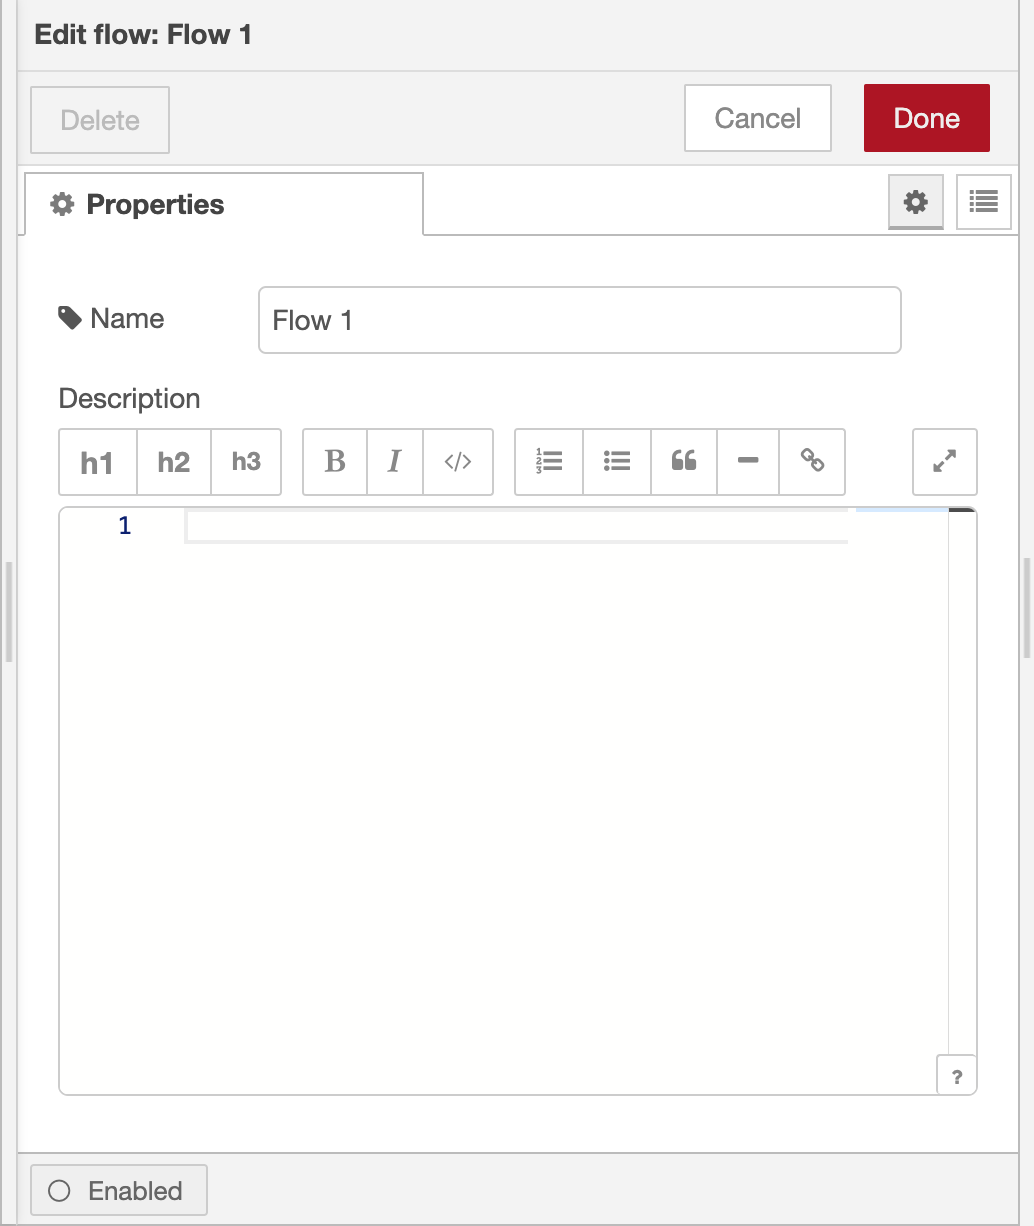 Edit flow: Flow 1
Delete Cancel Done
Properties
Name Flow 1
Description
h1 h2 h3 B I </>
1
?
Enabled